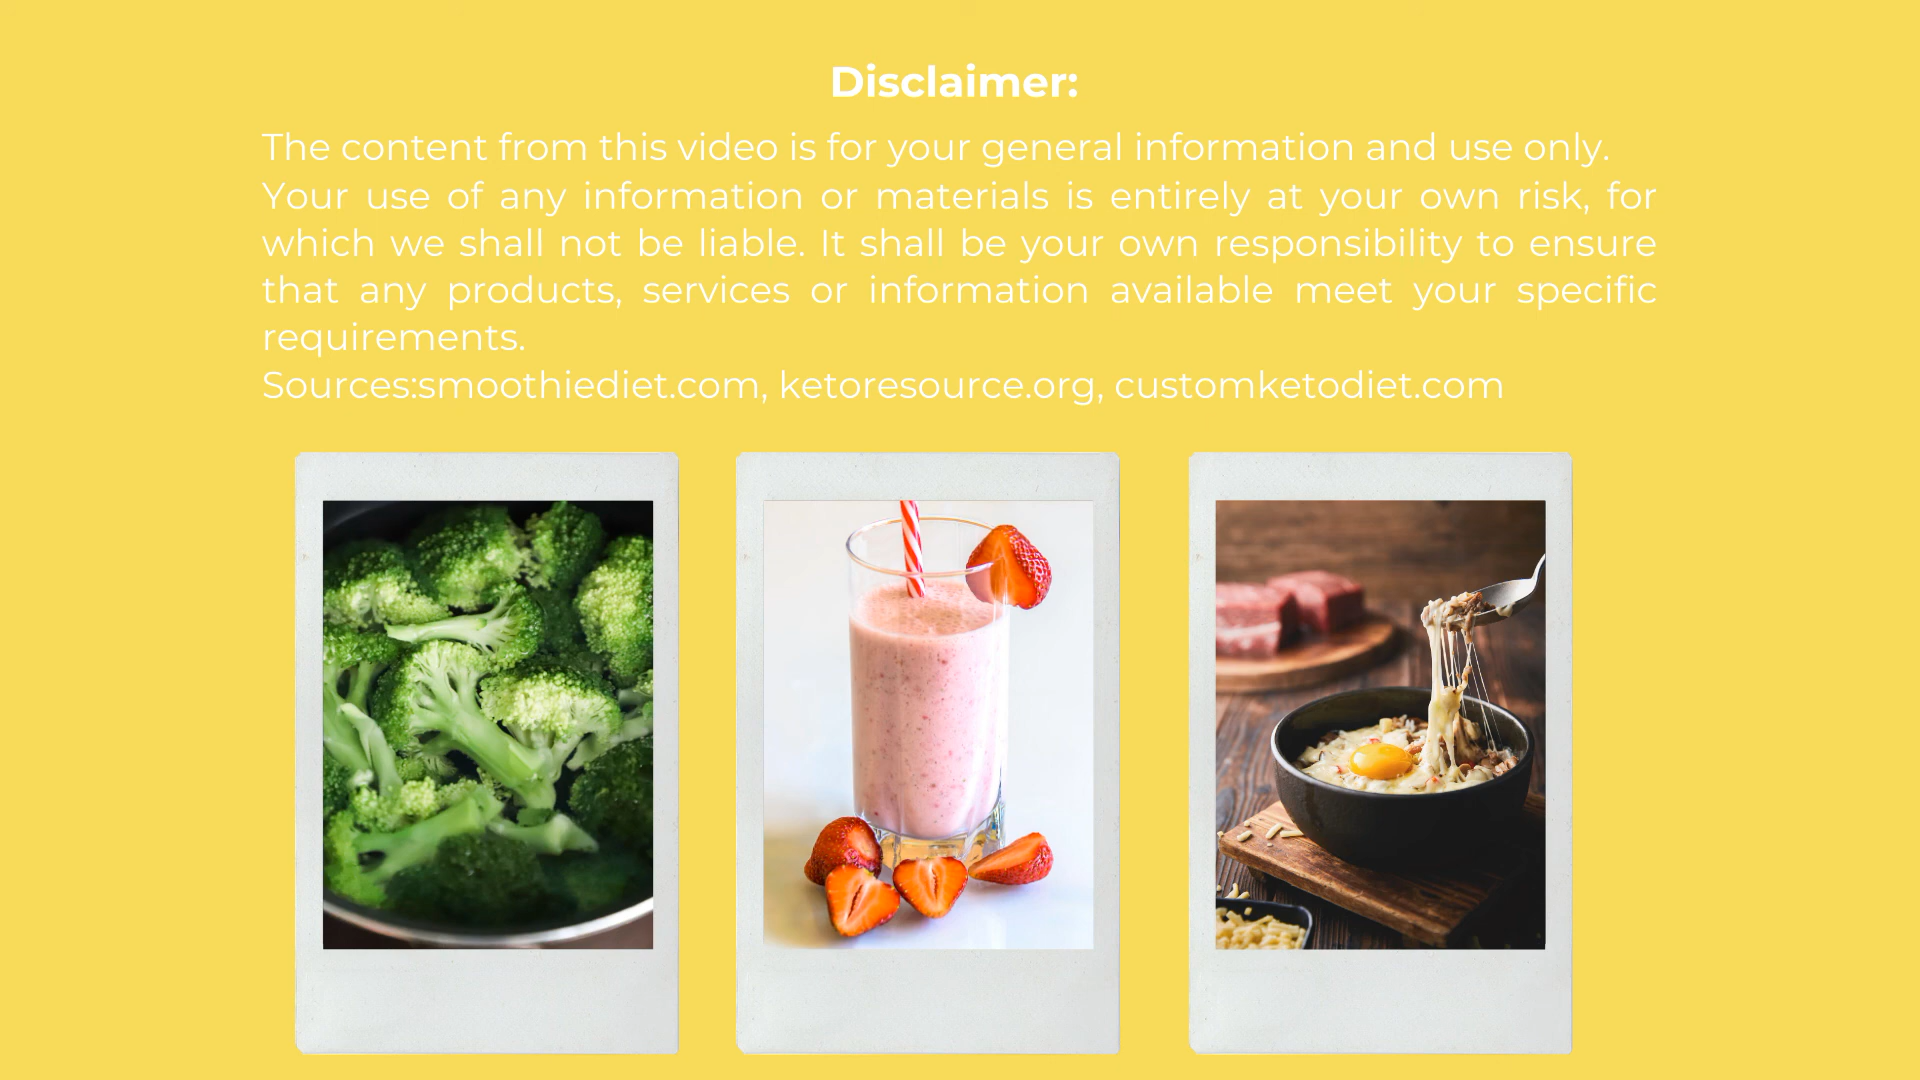 Disclaimer:
The content from this video is for your general information and use only.
Your use of any information or materials is entirely at your own risk, for
which we shall not be liable. It shall be your own responsibility to ensure
that any products, services or information available meet your specific
requirements.
Sources:smoothiediet.com, ketoresource.org, customketodiet.com